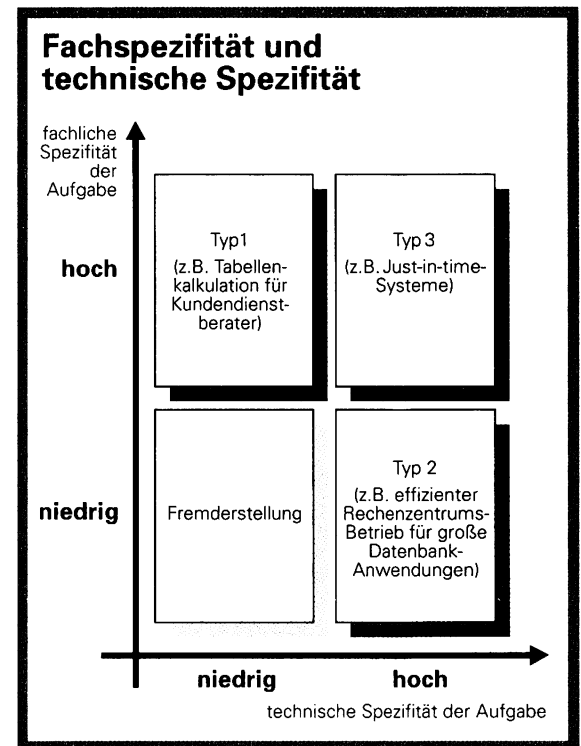 Fachspezifität und
technische Spezifität
fachliche
Spezifität
der
Aufgabe
hoch
Typ1
(z.B. Tabellen-
kalkulation für
Kundendienst-
berater)
Typ 3
(z.B. Just-in-time-
Systeme)
niedrig
Fremderstellung
Typ 2
(z.B. effizienter
Rechenzentrums-
Betrieb für große
Datenbank-
Anwendungen)
niedrig
hoch
technische Spezifität der Aufgabe